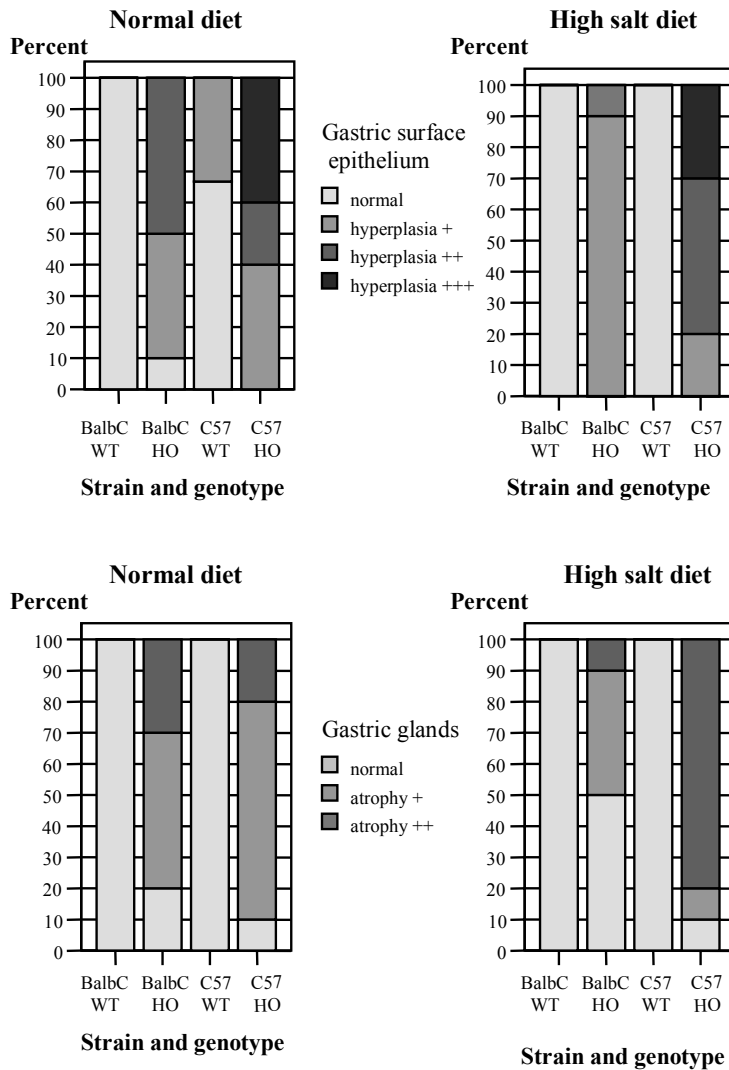 Normal diet
High salt diet
Percent
Percent
100
90
80
70
60
50
40
30
20
10
0
Gastric surface
epithelium
normal
hyperplasia +
hyperplasia ++
hyperplasia +++
100
90
80
70
60
50
40
30
20
10
0
BalbC BalbC C57 C57
WT HO WT HO
Strain and genotype
BalbC BalbC C57 C57
WT HO WT HO
Strain and genotype
Normal diet
High salt diet
Percent
Percent
100
90
80
70
60
50
40
30
20
10
0
Gastric glands
normal
atrophy +
atrophy ++
100
90
80
70
60
50
40
30
20
10
0
BalbC BalbC C57 C57
WT HO WT HO
Strain and genotype
BalbC BalbC C57 C57
WT HO WT HO
Strain and genotype